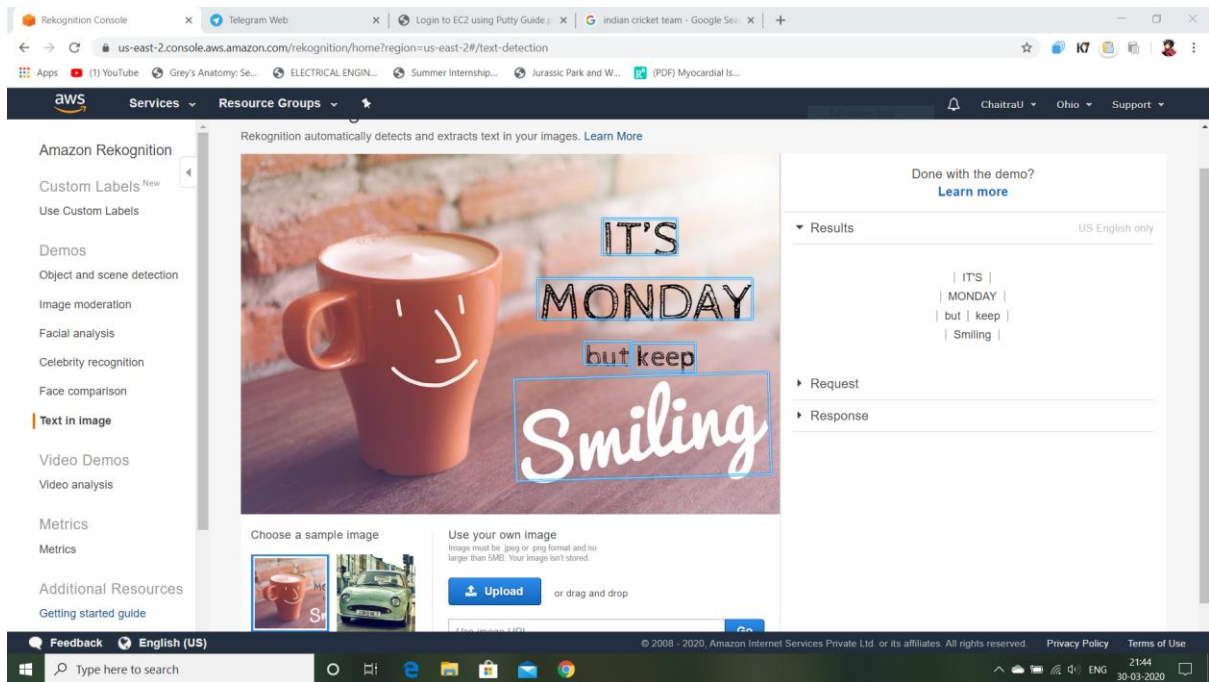 Rekognition Console
Telegram Web
Login to EC2 using Putty Guide.p
indian cricket team - Google Sea
us-east-2.console.aws.amazon.com/rekognition/home?region=us-east-2#/text-detection
K7
Apps (1) YouTube Grey's Anatomy: Se... ELECTRICAL ENGIN... Summer Internship... Jurassic Park and W... (PDF) Myocardial Is...
aws Services Resource Groups ChaitraU Ohio Support
Amazon Rekognition
Custom Labels New
Use Custom Labels
Demos
Object and scene detection
Image moderation
Facial analysis
Celebrity recognition
Face comparison
Text in image
Video Demos
Video analysis
Metrics
Metrics
Additional Resources
Getting started guide
Rekognition automatically detects and extracts text in your images. Learn More
IT'S
MONDAY
but keep
Smiling
Choose a sample image
Use your own image
Image must be .jpeg or .png format and no
larger than 5MB. Your image isn't stored.
Upload or drag and drop
Use image URL Go
Done with the demo?
Learn more
Results US English only
| IT'S |
| MONDAY |
| but | keep |
| Smiling |
Request
Response
Feedback English (US) © 2008 - 2020, Amazon Internet Services Private Ltd. or its affiliates. All rights reserved. Privacy Policy Terms of Use
Type here to search
ENG
21:44
30-03-2020